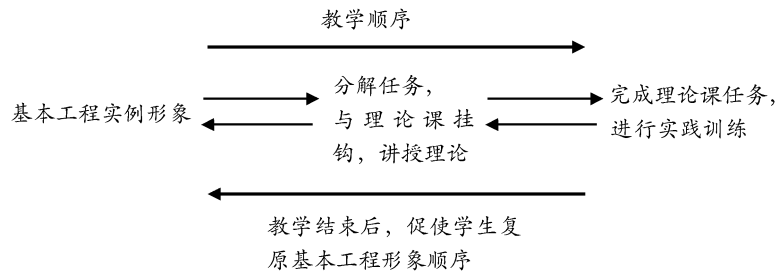 教学顺序
基本工程实例形象
分解任务，
与理论课挂
钩，讲授理论
完成理论课任务，
进行实践训练
教学结束后，促使学生复
原基本工程形象顺序